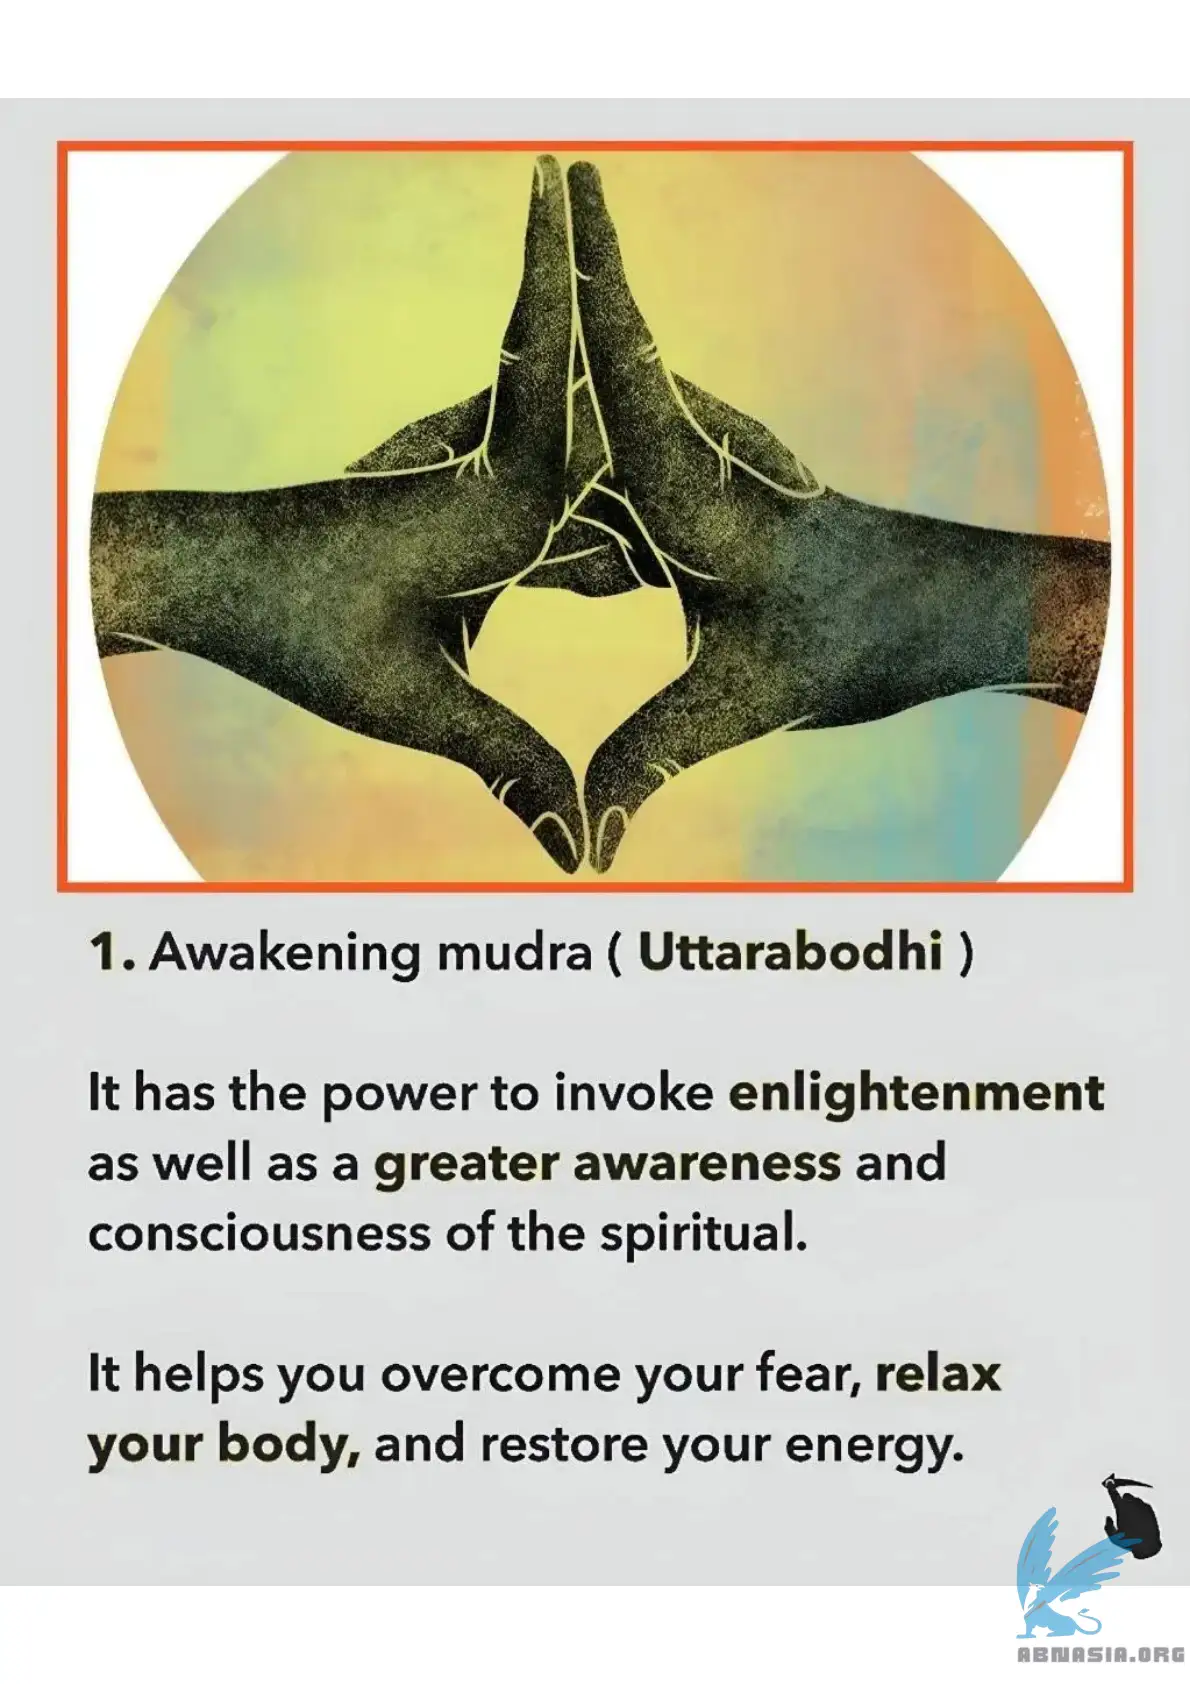 1. Awakening mudra ( Uttarabodhi )
It has the power to invoke enlightenment
as well as a greater awareness and
consciousness of the spiritual.
It helps you overcome your fear, relax
your body, and restore your energy.
ABNASIA.ORG